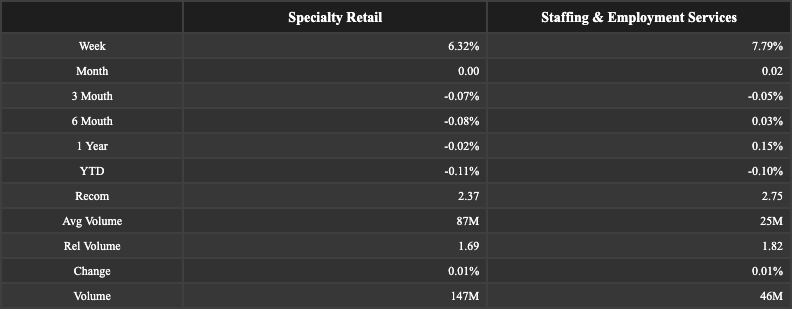 Specialty Retail Staffing & Employment Services
Week 6.32% 7.79%
Month 0.00 0.02
3 Mouth -0.07% -0.05%
6 Mouth -0.08% 0.03%
1 Year -0.02% 0.15%
YTD -0.11% -0.10%
Recom 2.37 2.75
Avg Volume 87M 25M
Rel Volume 1.69 1.82
Change 0.01% 0.01%
Volume 147M 46M